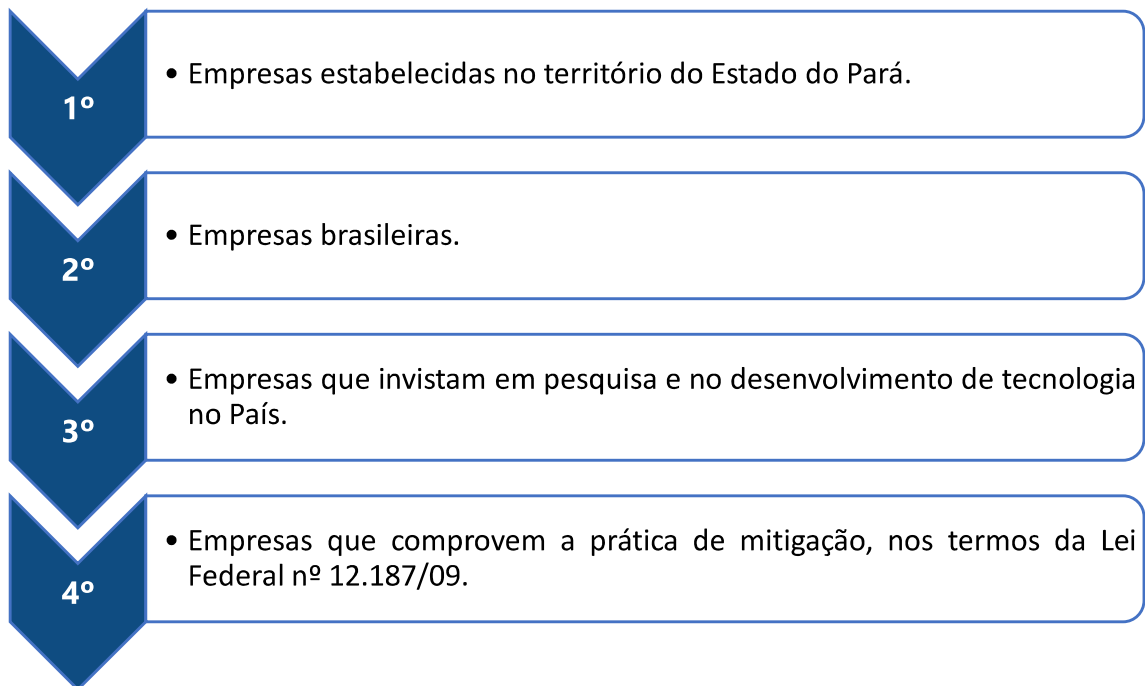 1º
• Empresas estabelecidas no território do Estado do Pará.
2º
• Empresas brasileiras.
3º
• Empresas que invistam em pesquisa e no desenvolvimento de tecnologia
no País.
4º
• Empresas que comprovem a prática de mitigação, nos termos da Lei
Federal nº 12.187/09.